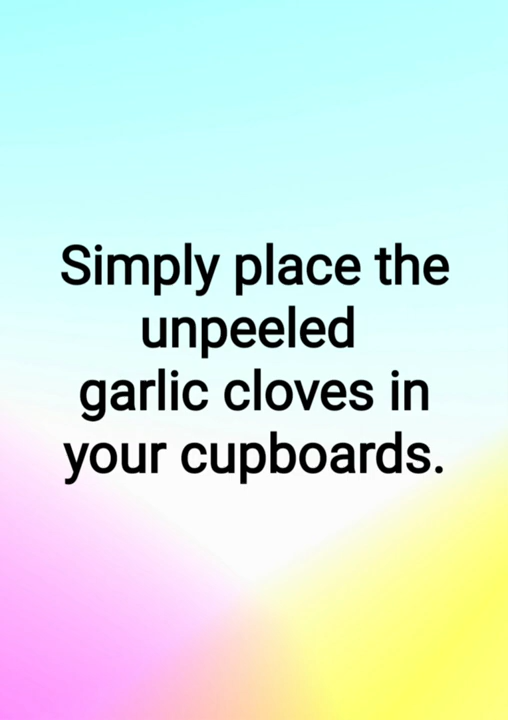 Simply place the
unpeeled
garlic cloves in
your cupboards.